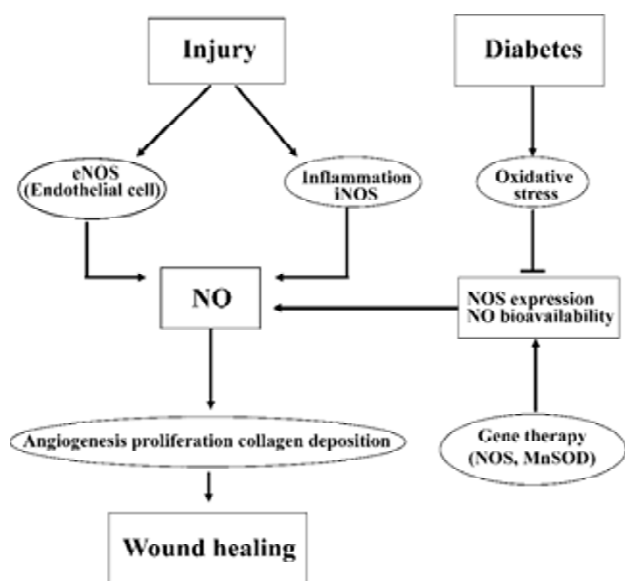 Injury
Diabetes
eNOS
(Endothelial cell)
Inflammation
iNOS
Oxidative
stress
NO
NOS expression
NO bioavailability
Angiogenesis proliferation collagen deposition
Gene therapy
(NOS, MnSOD)
Wound healing